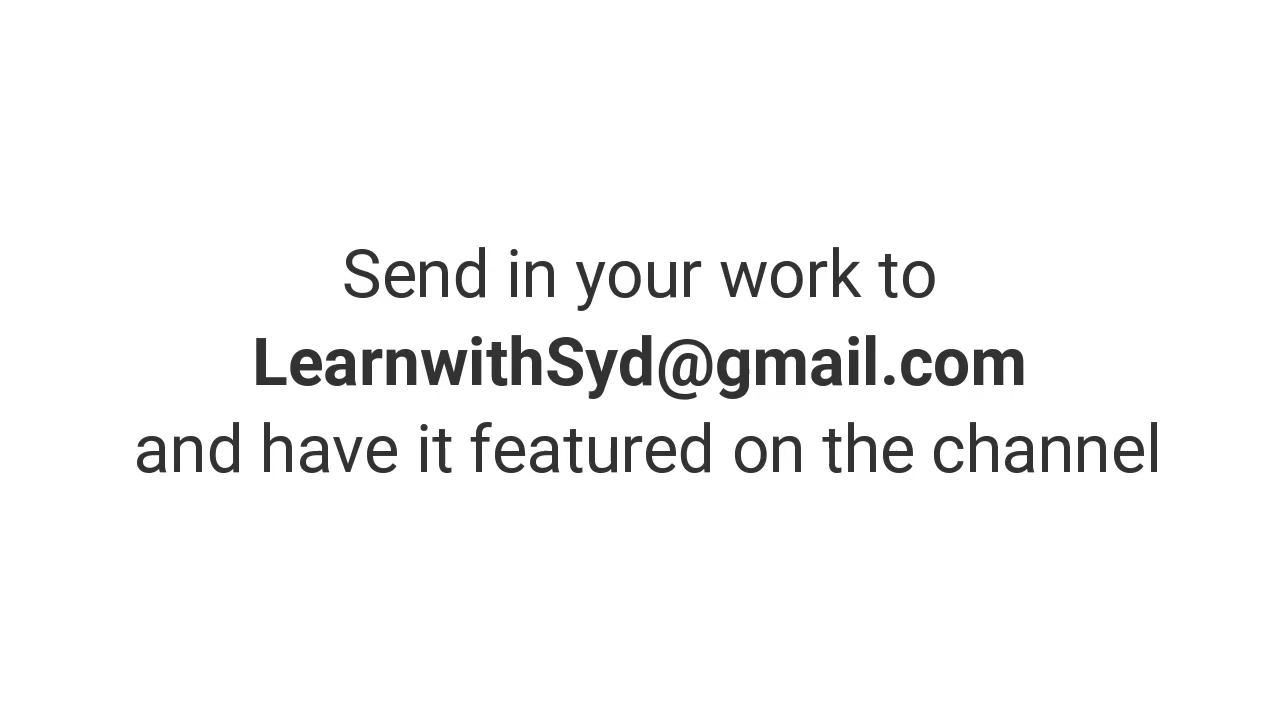 Send in your work to
LearnwithSyd@gmail.com
and have it featured on the channel